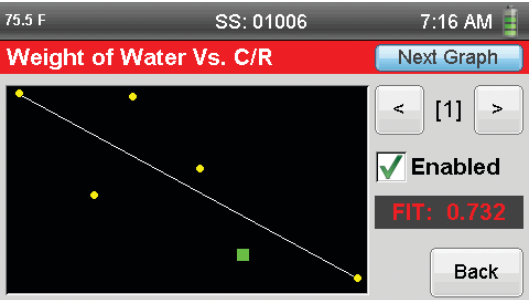 75.5 F SS: 01006 7:16 AM
Weight of Water Vs. C/R Next Graph
< [1] >
Enabled
FIT: 0.732
Back